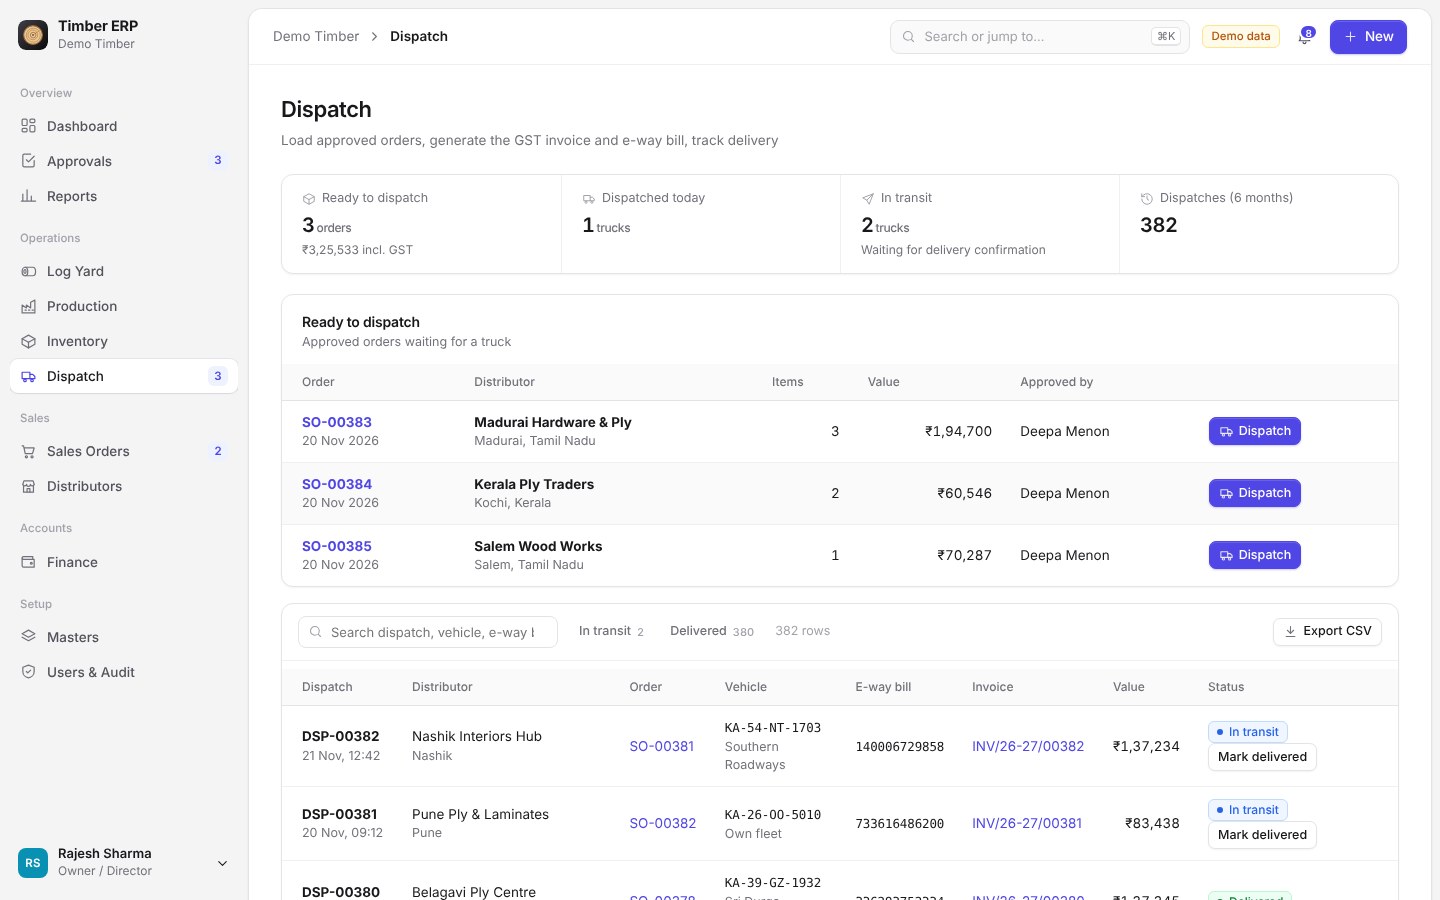 Timber ERP
Demo Timber
Overview
Dashboard
Approvals 3
Reports
Operations
Log Yard
Production
Inventory
Dispatch 3
Sales
Sales Orders 2
Distributors
Accounts
Finance
Setup
Masters
Users & Audit
RS
Rajesh Sharma
Owner / Director
Demo Timber > Dispatch
Search or jump to... ⌘K
Demo data
8
+ New
Dispatch
Load approved orders, generate the GST invoice and e-way bill, track delivery
Ready to dispatch
3 orders
₹3,25,533 incl. GST
Dispatched today
1 trucks
In transit
2 trucks
Waiting for delivery confirmation
Dispatches (6 months)
382
Ready to dispatch
Approved orders waiting for a truck
Order Distributor Items Value Approved by
SO-00383 Madurai Hardware & Ply 3 ₹1,94,700 Deepa Menon Dispatch
20 Nov 2026 Madurai, Tamil Nadu
SO-00384 Kerala Ply Traders 2 ₹60,546 Deepa Menon Dispatch
20 Nov 2026 Kochi, Kerala
SO-00385 Salem Wood Works 1 ₹70,287 Deepa Menon Dispatch
20 Nov 2026 Salem, Tamil Nadu
Search dispatch, vehicle, e-way
In transit 2
Delivered 380
382 rows
Export CSV
Dispatch Distributor Order Vehicle E-way bill Invoice Value Status
DSP-00382 Nashik Interiors Hub SO-00381 KA-54-NT-1703 140006729858 INV/26-27/00382 ₹1,37,234 In transit
21 Nov, 12:42 Nashik Southern Mark delivered
Roadways
DSP-00381 Pune Ply & Laminates SO-00382 KA-26-OO-5010 733616486200 INV/26-27/00381 ₹83,438 In transit
20 Nov, 09:12 Pune Own fleet Mark delivered
DSP-00380 Belagavi Ply Centre KA-39-GZ-1932